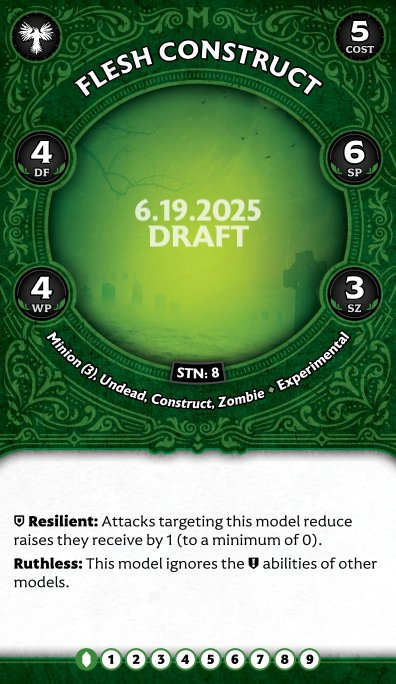 5
COST
FLESH CONSTRUCT
4
DF
6
SP
6.19.2025
DRAFT
4
WP
3
SZ
STN: 8
Minion (3), Undead, Construct, Zombie ♦ Experimental
Resilient: Attacks targeting this model reduce
raises they receive by 1 (to a minimum of 0).
Ruthless: This model ignores the abilities of other
models.
1 2 3 4 5 6 7 8 9